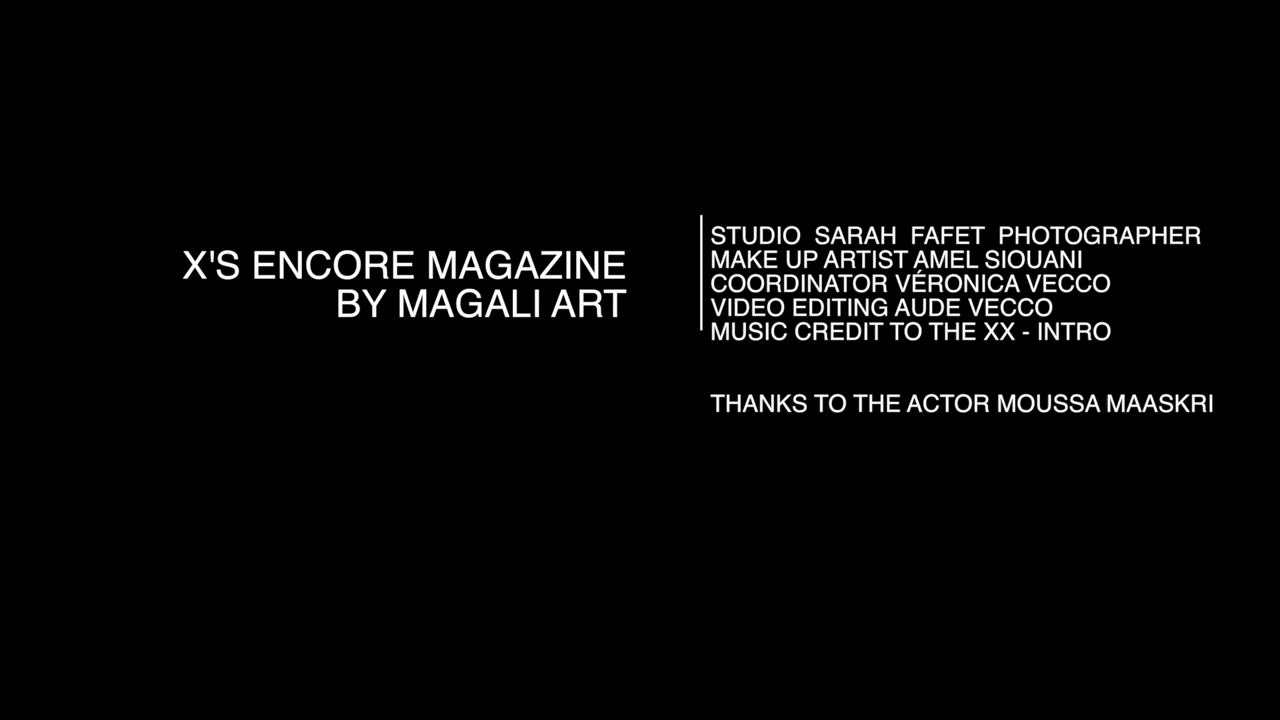 X'S ENCORE MAGAZINE
BY MAGALI ART
STUDIO SARAH FAFET PHOTOGRAPHER
MAKE UP ARTIST AMEL SIOUANI
COORDINATOR VÉRONICA VECCO
VIDEO EDITING AUDE VECCO
MUSIC CREDIT TO THE XX - INTRO
THANKS TO THE ACTOR MOUSSA MAASKRI